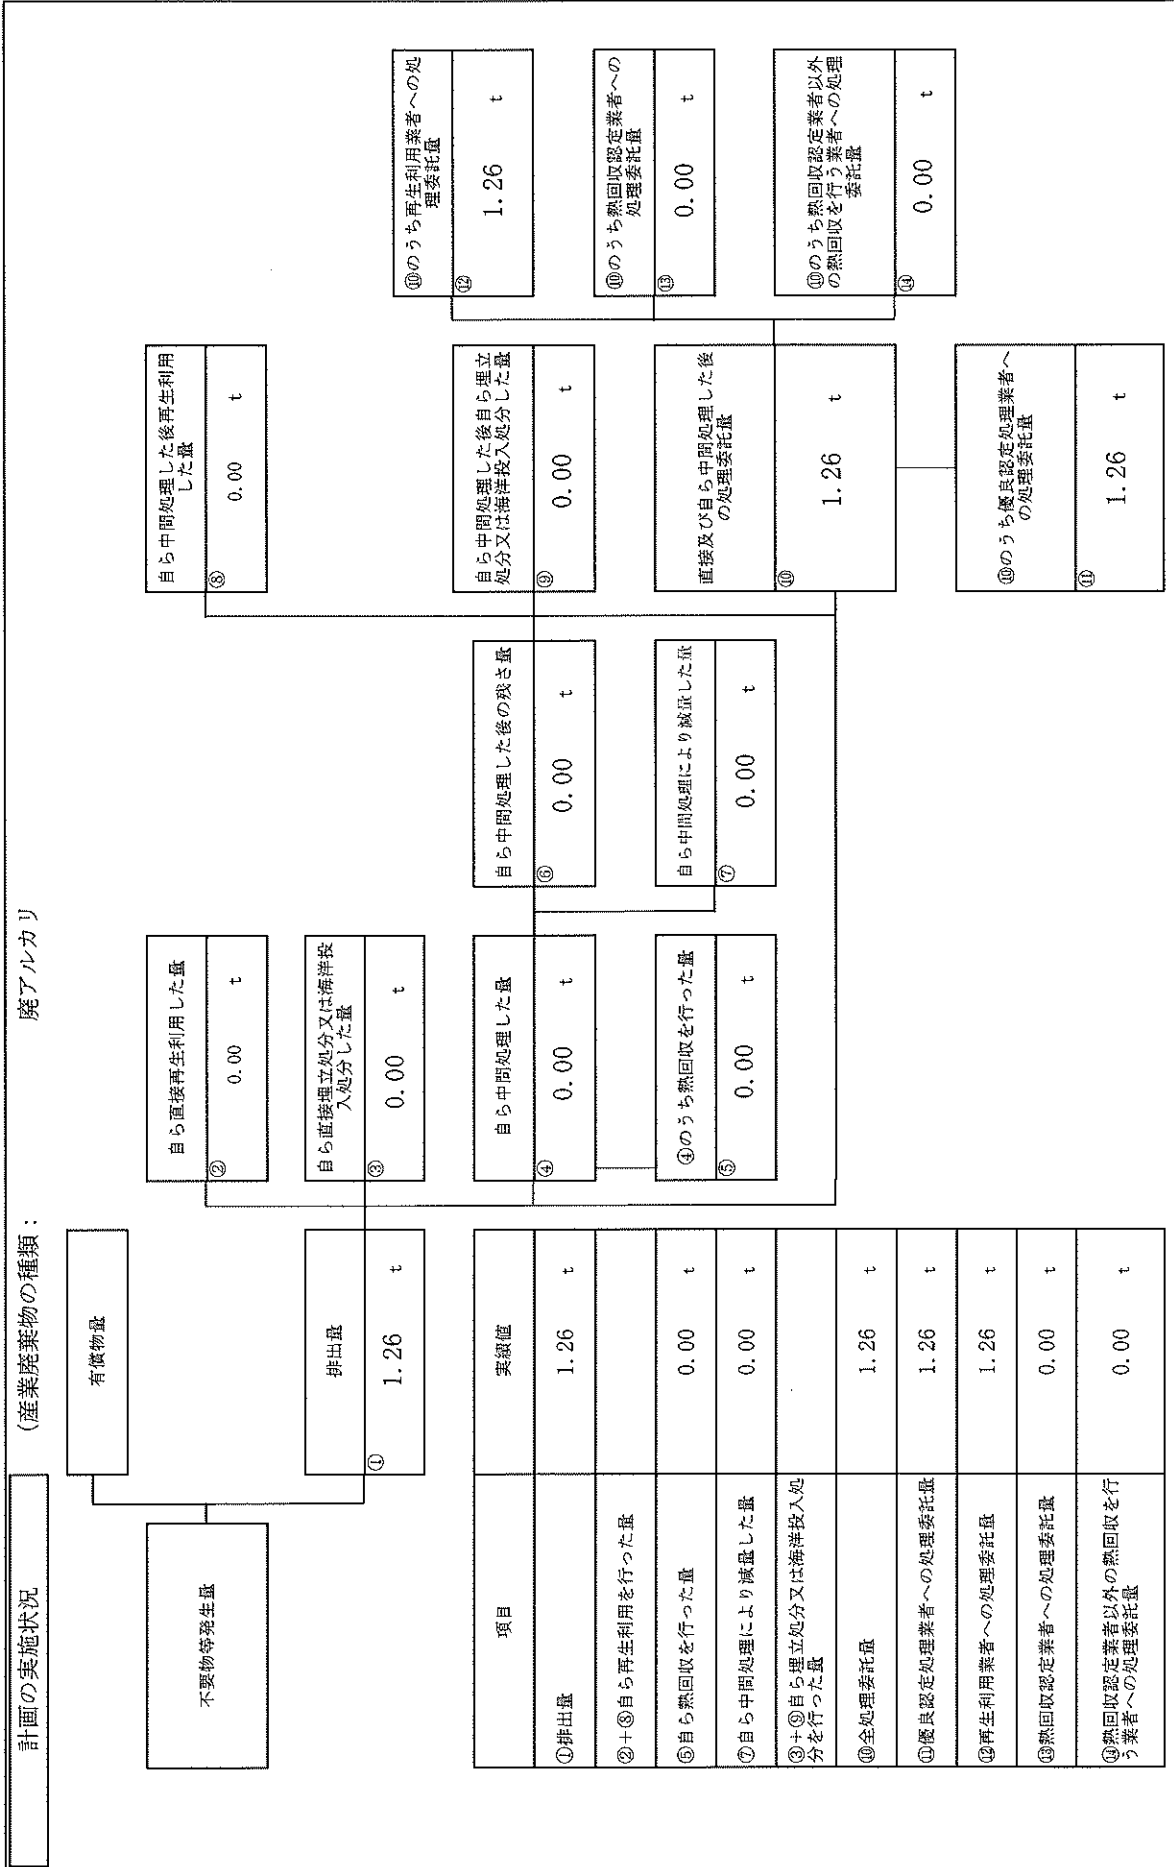 計画の実施状況
(産業廃棄物の種類：
廃アルカリ
不要物等発生量
有償物量
排出量
① 1.26 t
自ら直接再生利用した量
② 0.00 t
自ら直接埋立処分又は海洋投
入処分した量
③ 0.00 t
自ら中間処理した量
④ 0.00 t
④のうち熱回収を行った量
⑤ 0.00 t
自ら中間処理した後の残さ量
⑥ 0.00 t
自ら中間処理により減量した量
⑦ 0.00 t
自ら中間処理した後再生利用
した量
⑧ 0.00 t
自ら中間処理した後自ら埋立
処分又は海洋投入処分した量
⑨ 0.00 t
直接及び自ら中間処理した後
の処理委託量
⑩ 1.26 t
⑩のうち優良認定処理業者へ
の処理委託量
⑪ 1.26 t
⑩のうち再生利用業者への処
理委託量
⑫ 1.26 t
⑩のうち熱回収認定業者への
処理委託量
⑬ 0.00 t
⑩のうち熱回収認定業者以外
の熱回収を行う業者への処理
委託量
⑭ 0.00 t
項目 実績値
①排出量 1.26 t
②＋⑧自ら再生利用を行った量
⑤自ら熱回収を行った量 0.00 t
⑦自ら中間処理により減量した量 0.00 t
③＋⑨自ら埋立処分又は海洋投入処
分を行った量
⑩全処理委託量 1.26 t
⑪優良認定処理業者への処理委託量 1.26 t
⑫再生利用業者への処理委託量 1.26 t
⑬熱回収認定業者への処理委託量 0.00 t
⑭熱回収認定業者以外の熱回収を行
う業者への処理委託量 0.00 t